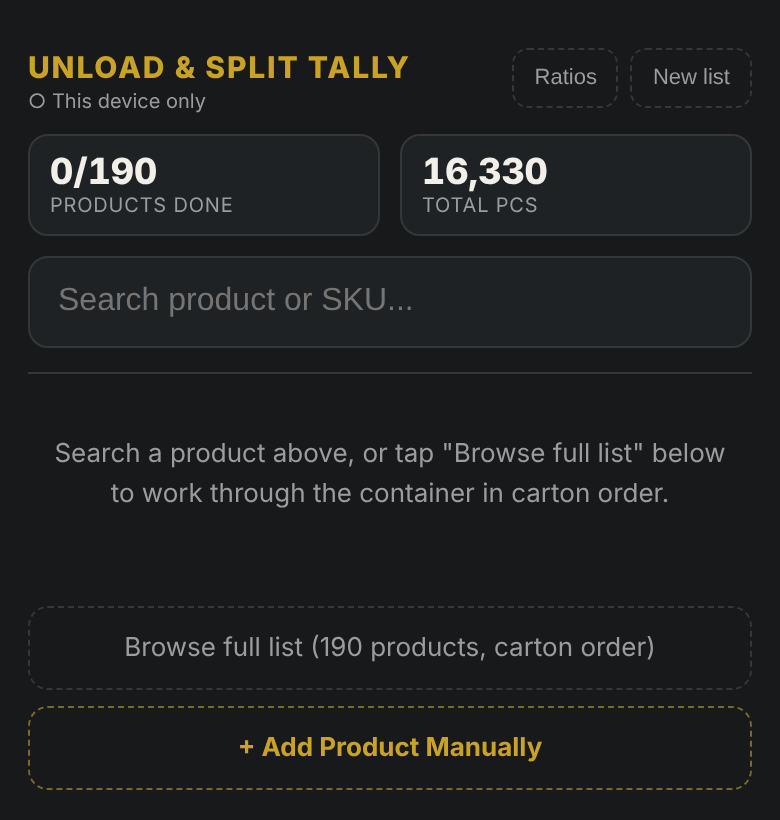 UNLOAD & SPLIT TALLY
This device only
Ratios
New list
0/190
PRODUCTS DONE
16,330
TOTAL PCS
Search product or SKU...
Search a product above, or tap "Browse full list" below
to work through the container in carton order.
Browse full list (190 products, carton order)
+ Add Product Manually